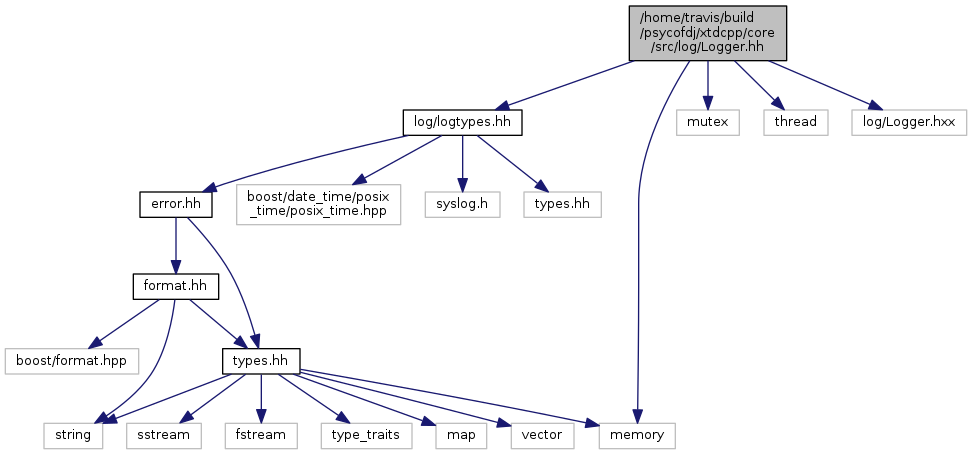 /home/travis/build
/psycofdj/xtdcpp/core
/src/log/Logger.hh
log/logtypes.hh
mutex
thread
log/Logger.hxx
error.hh
boost/date_time/posix
_time/posix_time.hpp
syslog.h
types.hh
format.hh
boost/format.hpp
types.hh
string
sstream
fstream
type_traits
map
vector
memory